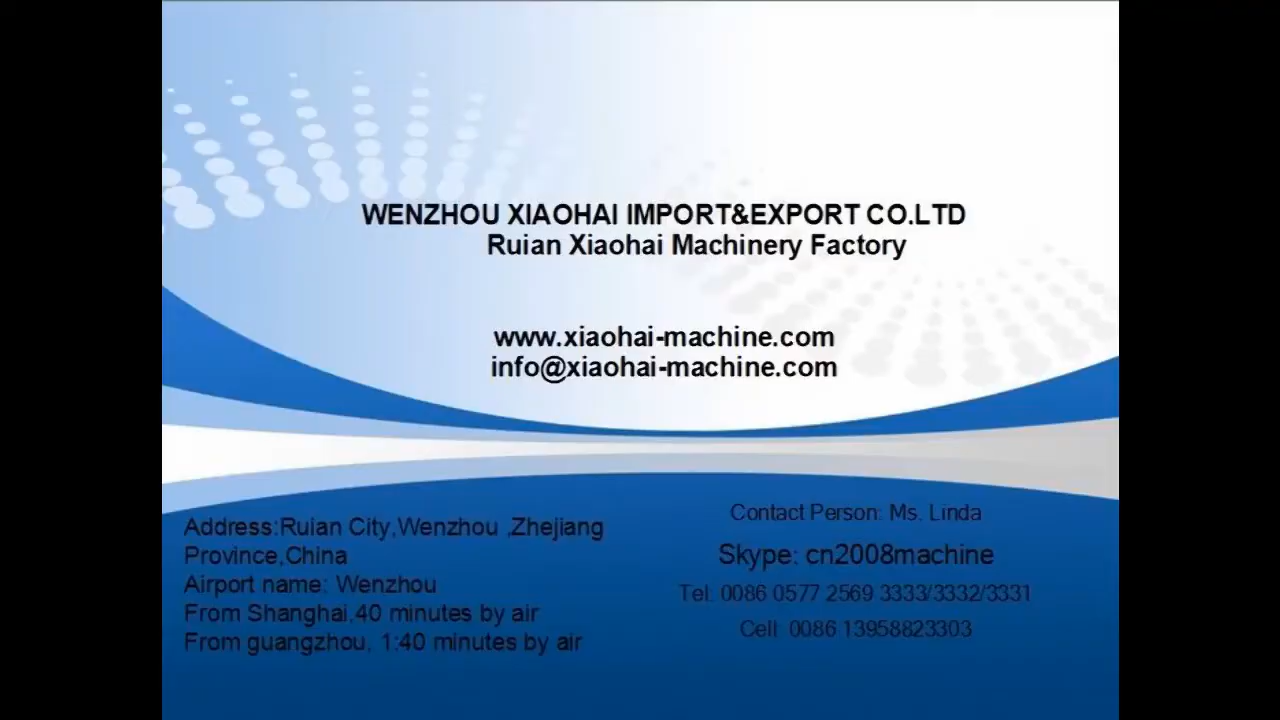 WENZHOU XIAOHAI IMPORT&EXPORT CO.LTD
Ruian Xiaohai Machinery Factory
www.xiaohai-machine.com
info@xiaohai-machine.com
Address:Ruian City,Wenzhou ,Zhejiang
Province,China
Airport name: Wenzhou
From Shanghai,40 minutes by air
From guangzhou, 1:40 minutes by air
Contact Person: Ms. Linda
Skype: cn2008machine
Tel: 0086 0577 2569 3333/3332/3331
Cell: 0086 13958823303